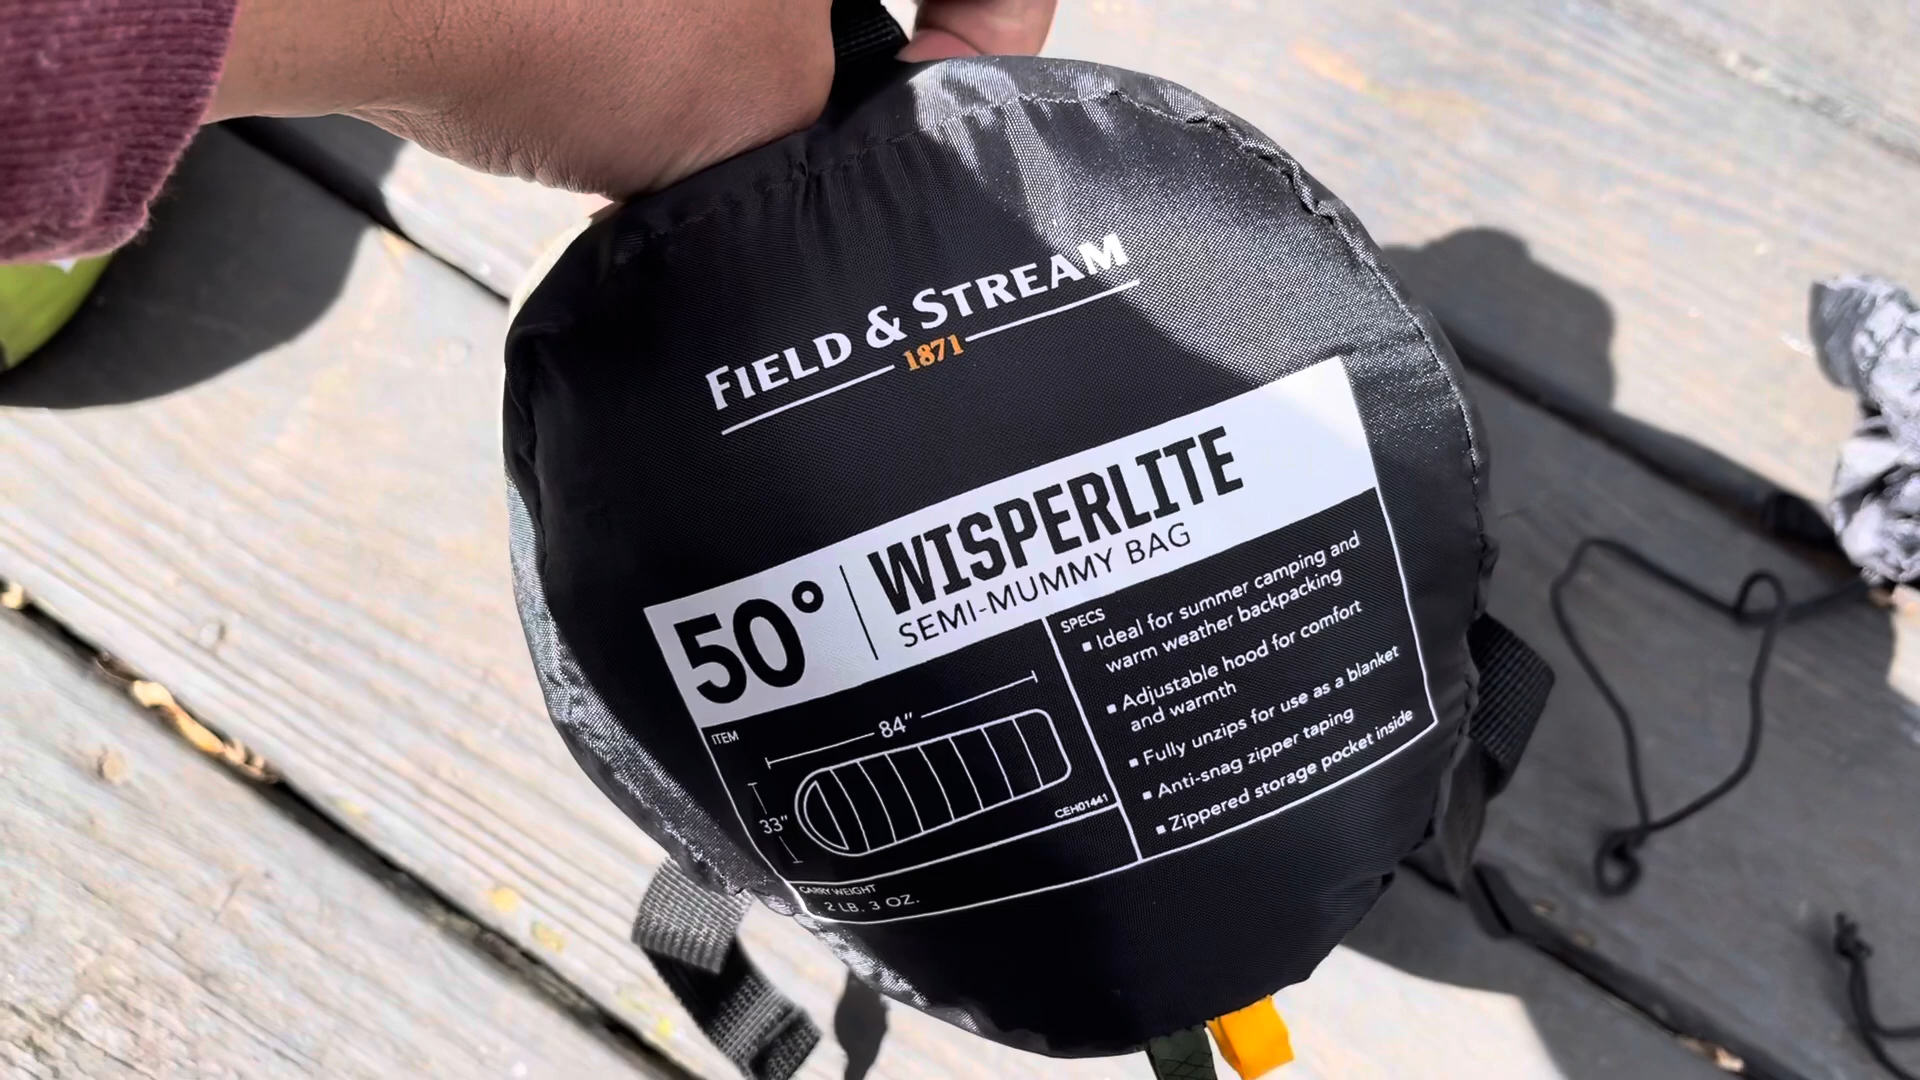 FIELD & STREAM
1871
50° WISPERLITE
SEMI-MUMMY BAG
ITEM
84"
33"
CEH01441
SPECS
▪ Ideal for summer camping and
warm weather backpacking
▪ Adjustable hood for comfort
and warmth
▪ Fully unzips for use as a blanket
▪ Anti-snag zipper taping
▪ Zippered storage pocket inside
CARRY WEIGHT
2 LB. 3 OZ.